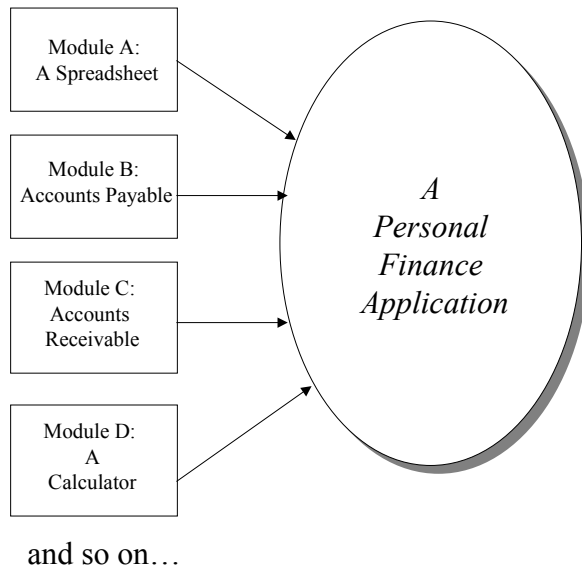 Module A:
A Spreadsheet
Module B:
Accounts Payable
Module C:
Accounts
Receivable
Module D:
A
Calculator
and so on…
A
Personal
Finance
Application